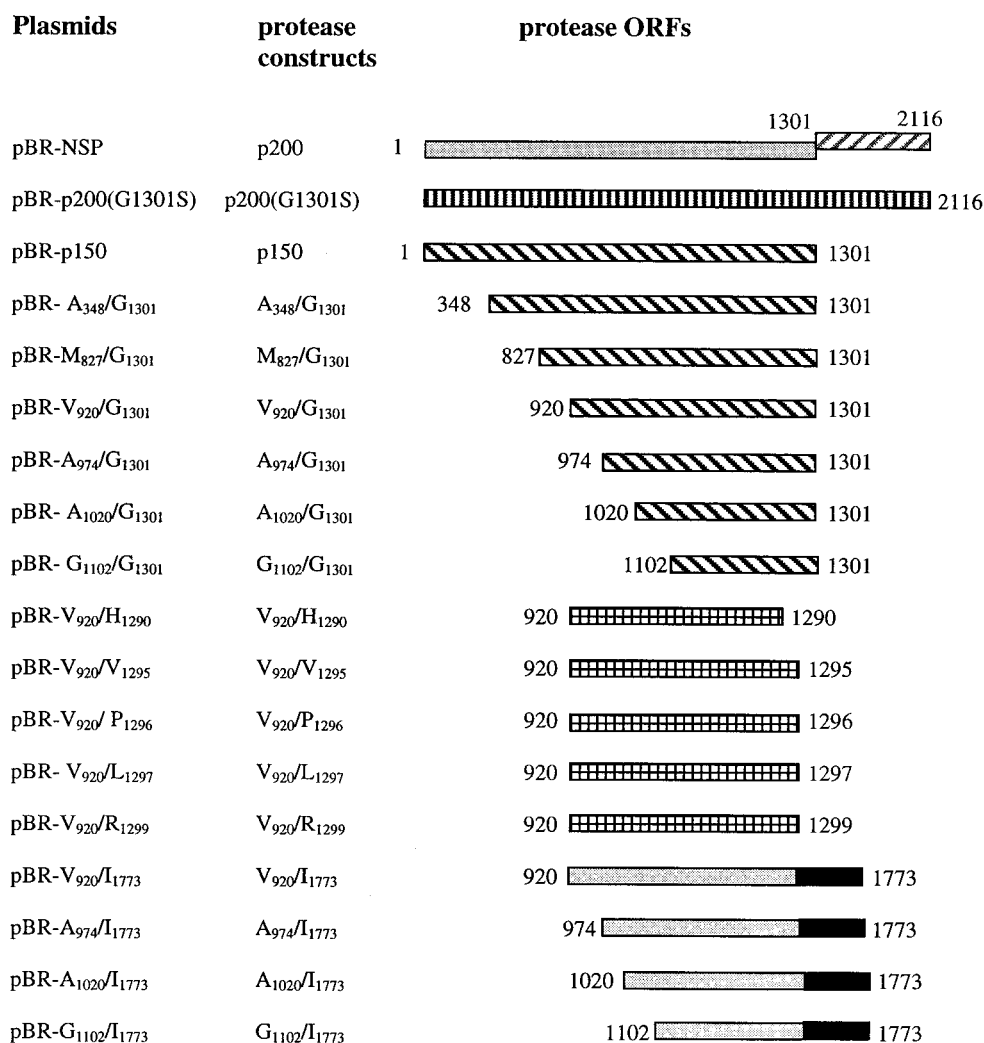 Plasmids protease constructs protease ORFs
pBR-NSP p200 1 1301 2116
pBR-p200(G1301S) p200(G1301S) 2116
pBR-p150 p150 1 1301
pBR- A348/G1301 A348/G1301 348 1301
pBR-M827/G1301 M827/G1301 827 1301
pBR-V920/G1301 V920/G1301 920 1301
pBR-A974/G1301 A974/G1301 974 1301
pBR- A1020/G1301 A1020/G1301 1020 1301
pBR- G1102/G1301 G1102/G1301 1102 1301
pBR-V920/H1290 V920/H1290 920 1290
pBR-V920/V1295 V920/V1295 920 1295
pBR-V920/ P1296 V920/P1296 920 1296
pBR- V920/L1297 V920/L1297 920 1297
pBR-V920/R1299 V920/R1299 920 1299
pBR-V920/I1773 V920/I1773 920 1773
pBR-A974/I1773 A974/I1773 974 1773
pBR-A1020/I1773 A1020/I1773 1020 1773
pBR-G1102/I1773 G1102/I1773 1102 1773